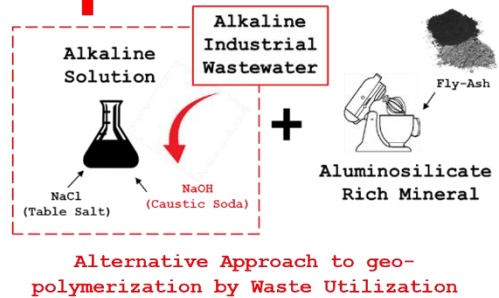 Alkaline
Solution
Alkaline
Industrial
Wastewater
NaCl
(Table Salt)
NaOH
(Caustic Soda)
+
Fly-Ash
Aluminosilicate
Rich Mineral
Alternative Approach to geo-
polymerization by Waste Utilization